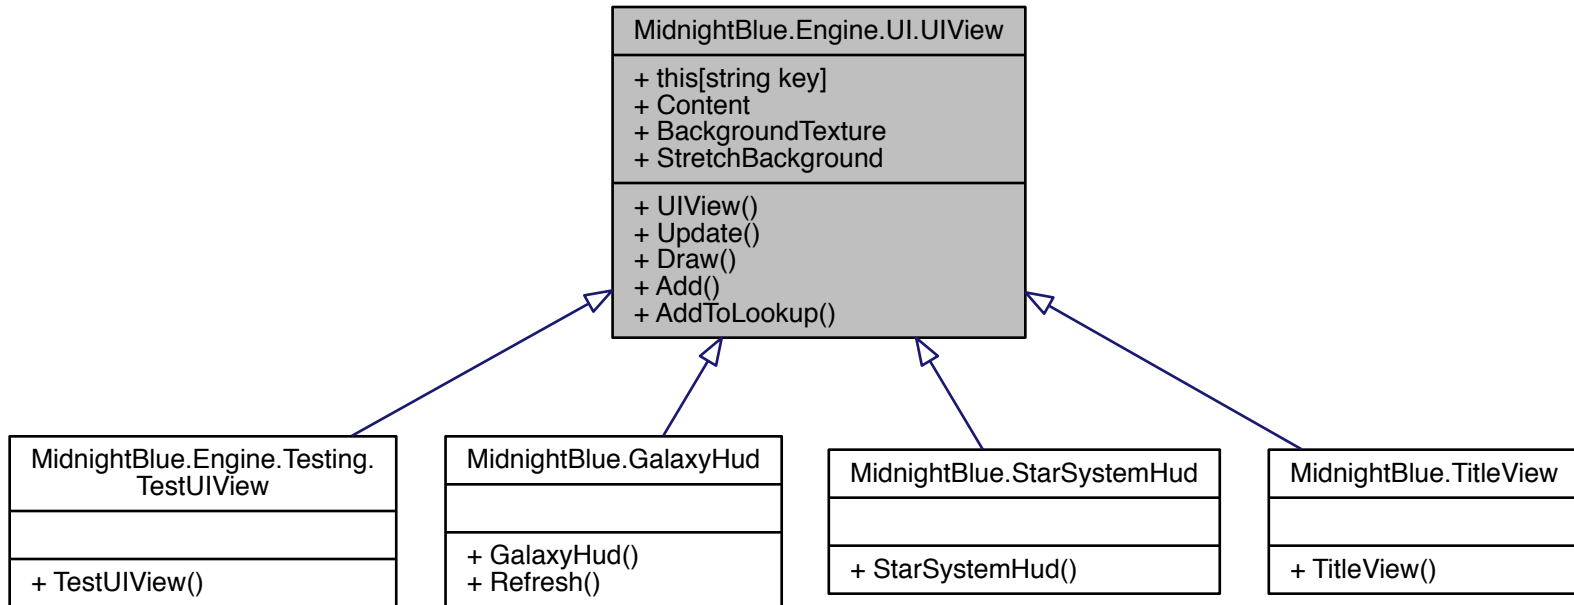 MidnightBlue.Engine.UI.UIView
+ this[string key]
+ Content
+ BackgroundTexture
+ StretchBackground
+ UIView()
+ Update()
+ Draw()
+ Add()
+ AddToLookup()
MidnightBlue.Engine.Testing.
TestUIView
+ TestUIView()
MidnightBlue.GalaxyHud
+ GalaxyHud()
+ Refresh()
MidnightBlue.StarSystemHud
+ StarSystemHud()
MidnightBlue.TitleView
+ TitleView()